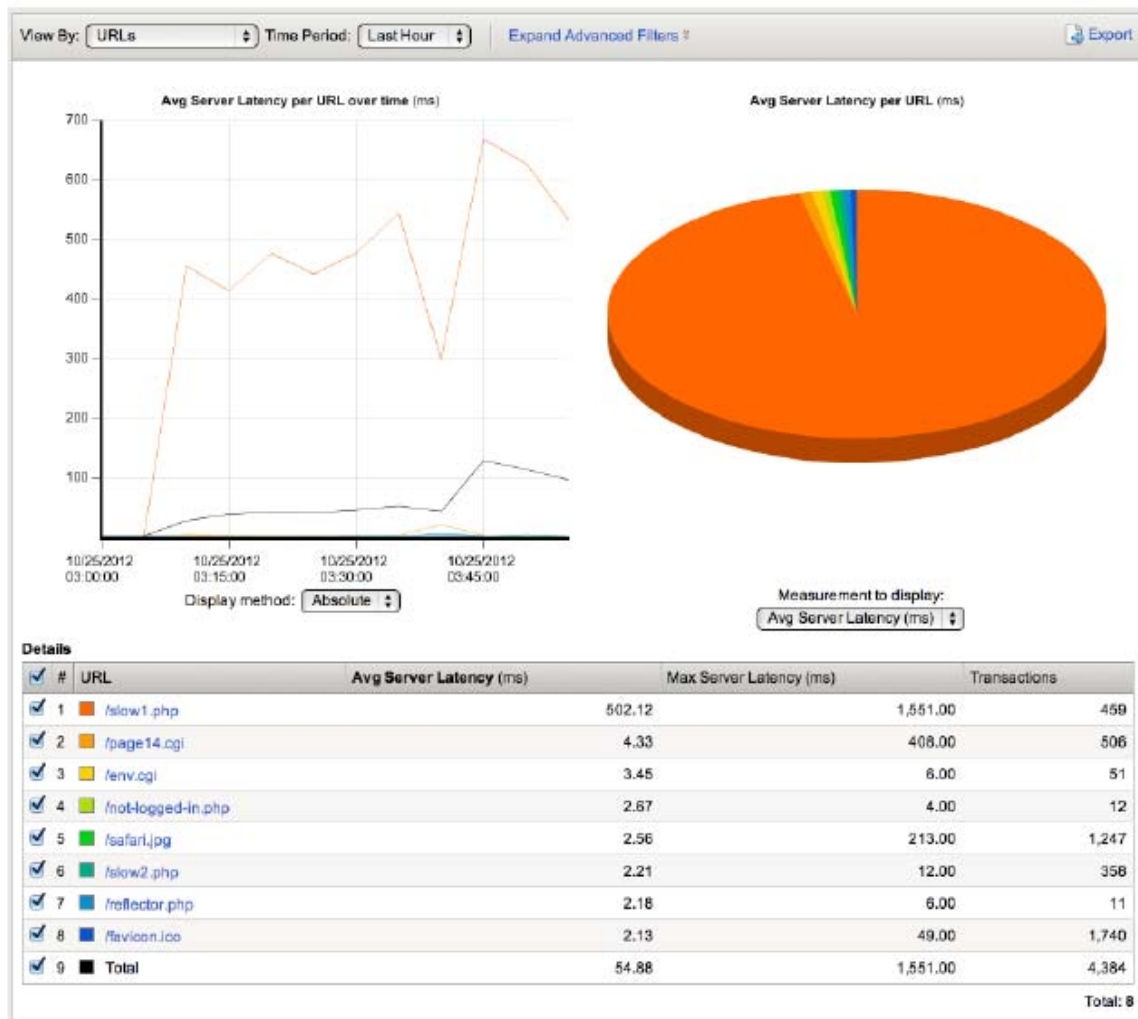 View By: URLs Time Period: Last Hour Expand Advanced Filters Export
Avg Server Latency per URL over time (ms)
700
600
500
400
300
200
100
10/25/2012 03:00:00
10/25/2012 03:15:00
10/25/2012 03:30:00
10/25/2012 03:45:00
Display method: Absolute
Avg Server Latency per URL (ms)
Measurement to display:
Avg Server Latency (ms)
Details
# URL Avg Server Latency (ms) Max Server Latency (ms) Transactions
1 /slow1.php 502.12 1,551.00 459
2 /page14.cgi 4.33 408.00 506
3 /env.cgi 3.45 6.00 51
4 /not-logged-in.php 2.67 4.00 12
5 /safari.jpg 2.56 213.00 1,247
6 /slow2.php 2.21 12.00 358
7 /reflector.php 2.18 6.00 11
8 /favicon.ico 2.13 49.00 1,740
9 Total 54.88 1,551.00 4,384
Total: 8